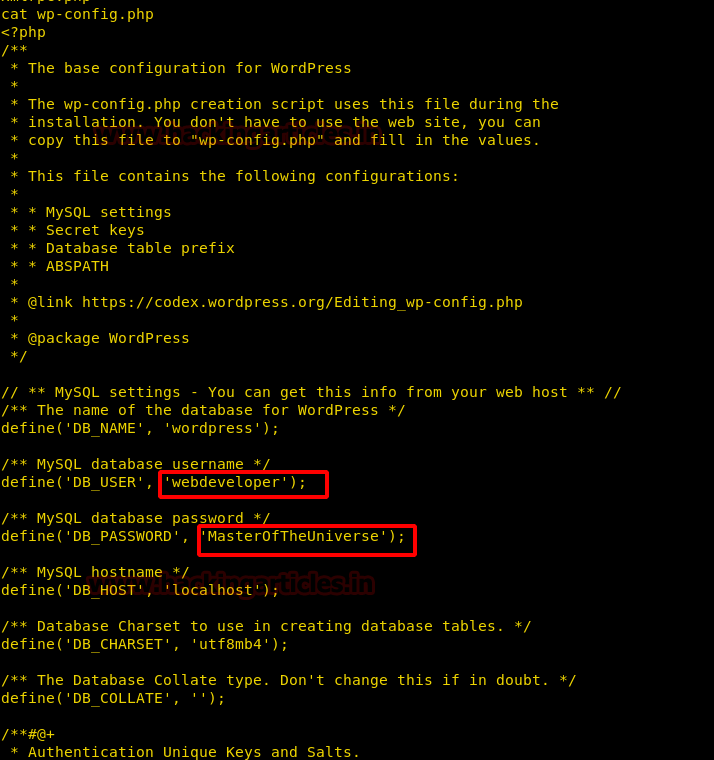 cat wp-config.php
<?php
/**
 * The base configuration for WordPress
 *
 * The wp-config.php creation script uses this file during the
 * installation. You don't have to use the web site, you can
 * copy this file to "wp-config.php" and fill in the values.
 *
 * This file contains the following configurations:
 *
 * * MySQL settings
 * * Secret keys
 * * Database table prefix
 * * ABSPATH
 *
 * @link https://codex.wordpress.org/Editing_wp-config.php
 *
 * @package WordPress
 */
// ** MySQL settings - You can get this info from your web host ** //
/** The name of the database for WordPress */
define('DB_NAME', 'wordpress');
/** MySQL database username */
define('DB_USER', 'webdeveloper');
/** MySQL database password */
define('DB_PASSWORD', 'MasterOfTheUniverse');
/** MySQL hostname */
www.hackingarticles.in
define('DB_HOST', 'localhost');
/** Database Charset to use in creating database tables. */
define('DB_CHARSET', 'utf8mb4');
/** The Database Collate type. Don't change this if in doubt. */
define('DB_COLLATE', '');
/**#@+
 * Authentication Unique Keys and Salts.